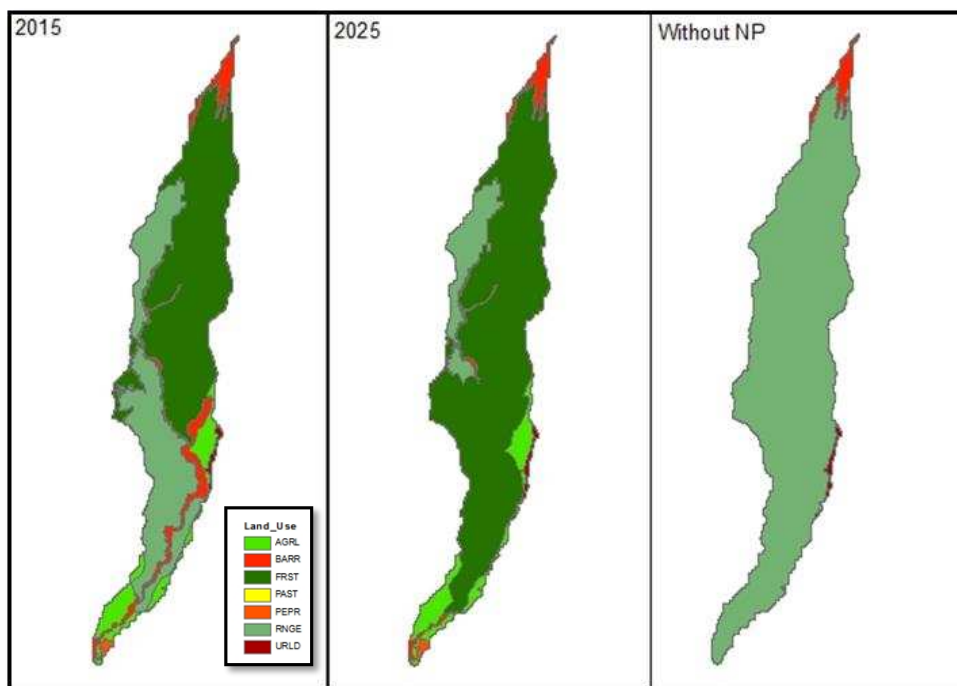 2015
2025
Without NP
Land_Use
AGRL
BARR
FRST
PAST
PEPR
RNGE
URLD